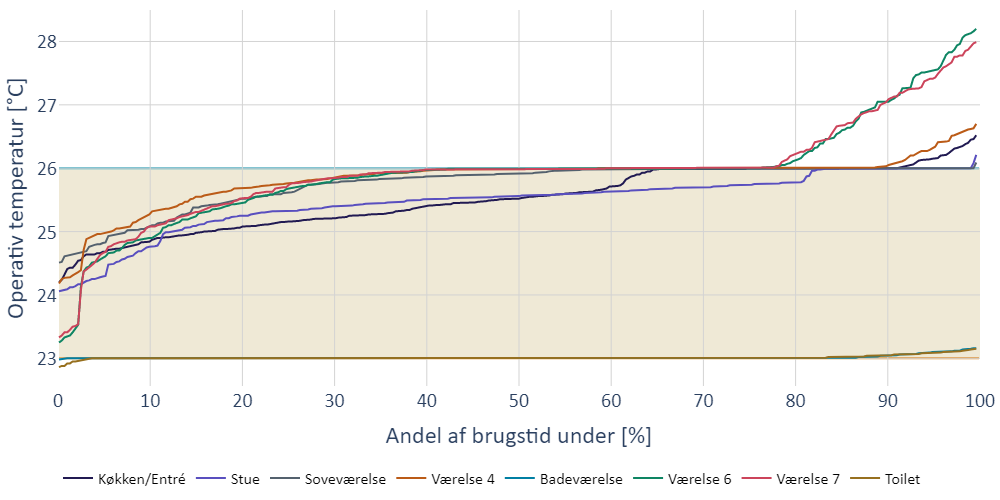 Operativ temperatur [°C]
28
27
26
25
24
23
0 10 20 30 40 50 60 70 80 90 100
Andel af brugstid under [%]
Køkken/Entré Stue Soveværelse Værelse 4 Badeværelse Værelse 6 Værelse 7 Toilet